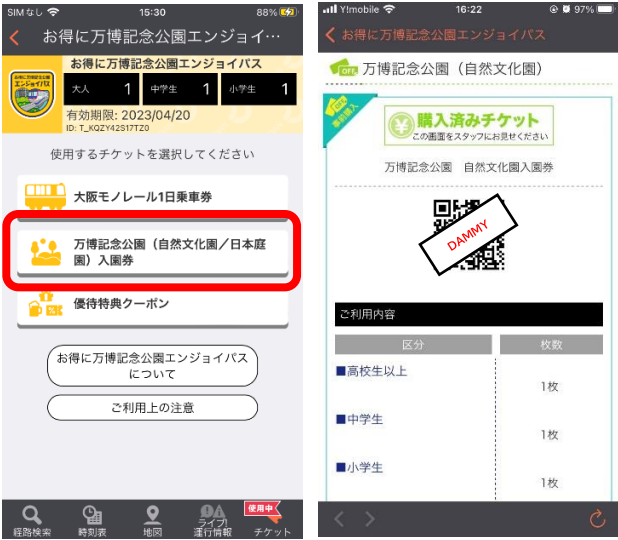 SIMなし 15:30 88%
お得に万博記念公園エンジョイ…
お得に万博記念公園エンジョイパス
大人 1 中学生 1 小学生 1
有効期限: 2023/04/20
ID: T_KQZY42S17TZ0
使用するチケットを選択してください
大阪モノレール1日乗車券
万博記念公園（自然文化園／日本庭
園）入園券
優待特典クーポン
お得に万博記念公園エンジョイパス
について
ご利用上の注意
経路検索 時刻表 地図 ライブ!
運行情報 使用中
チケット
Y!mobile 16:22 97%
お得に万博記念公園エンジョイパス
OFF 万博記念公園（自然文化園）
事前購入
購入済みチケット
この画面をスタッフにお見せください
万博記念公園 自然文化園入園券
DAMMY
ご利用内容
区分 枚数
■高校生以上
1枚
■中学生
1枚
■小学生
1枚